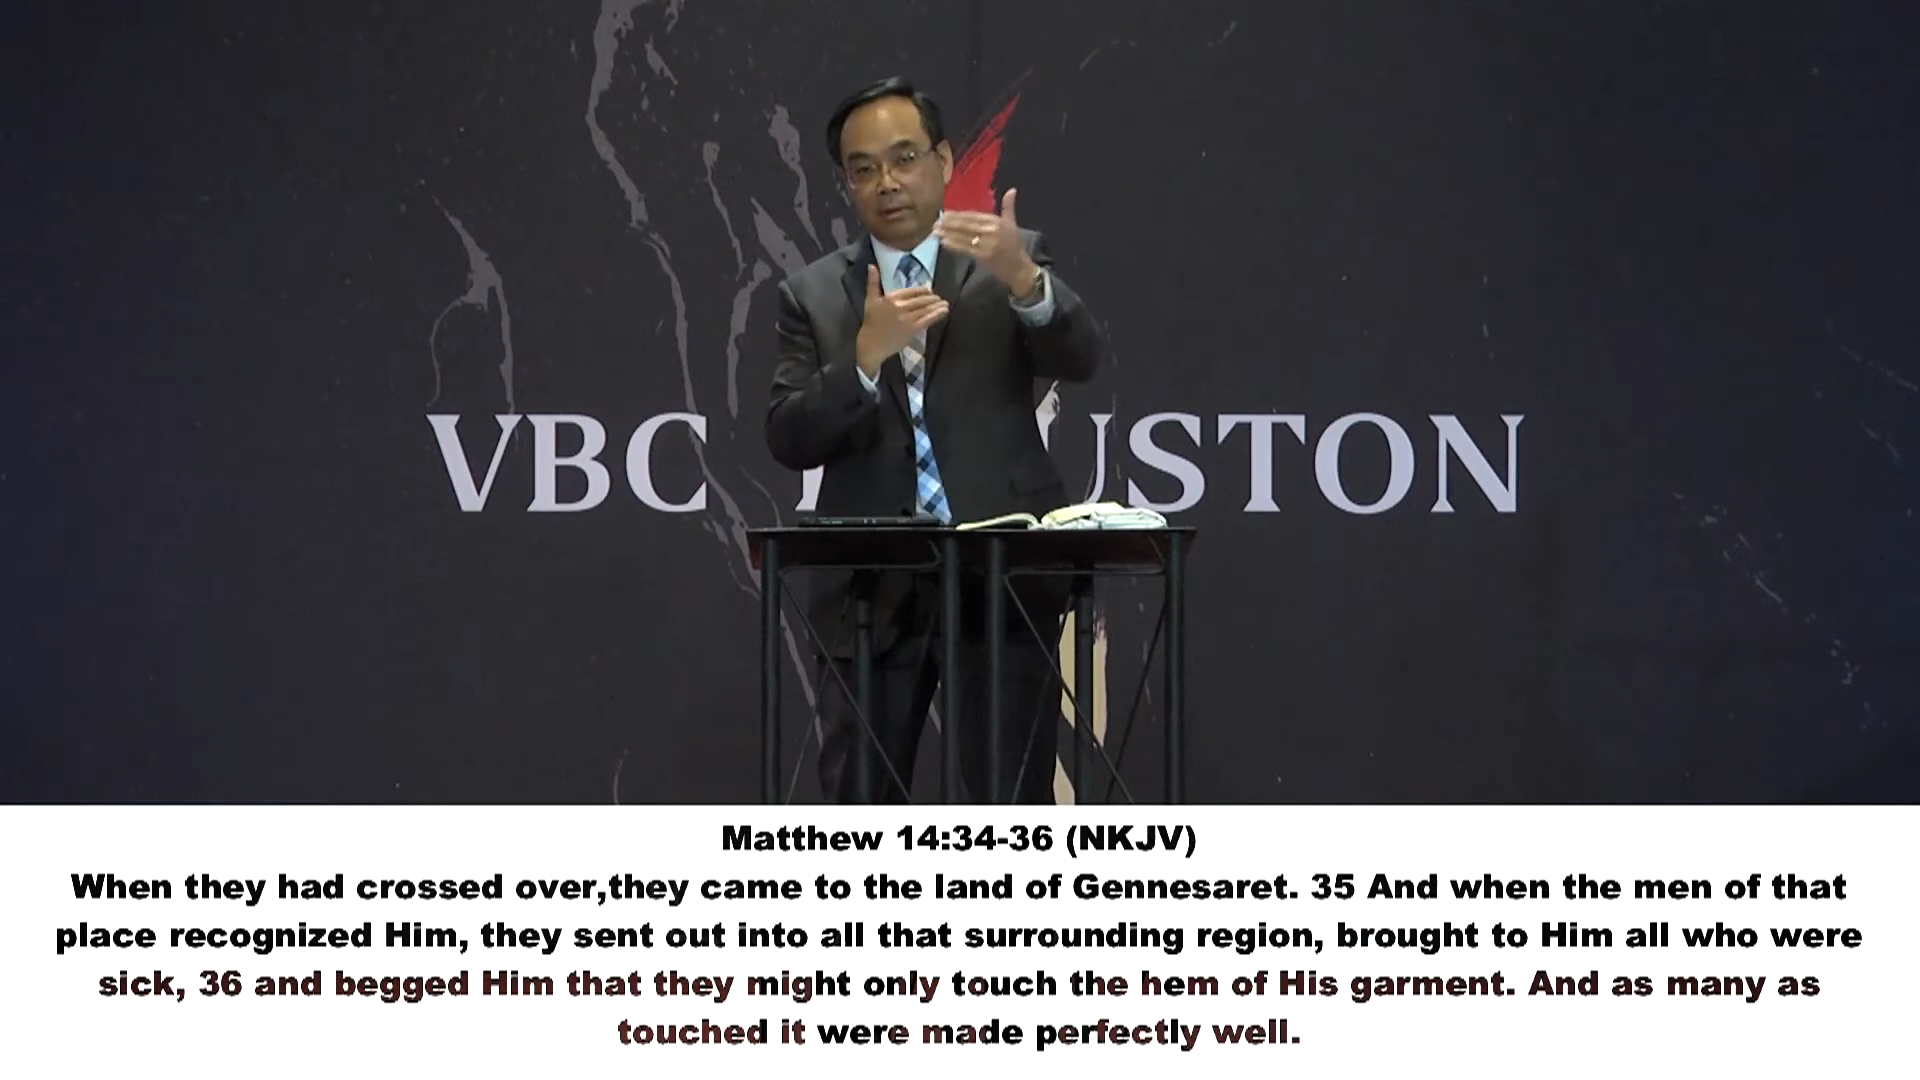 VBC USTON
Matthew 14:34-36 (NKJV)
When they had crossed over,they came to the land of Gennesaret. 35 And when the men of that
place recognized Him, they sent out into all that surrounding region, brought to Him all who were
sick, 36 and begged Him that they might only touch the hem of His garment. And as many as
touched it were made perfectly well.